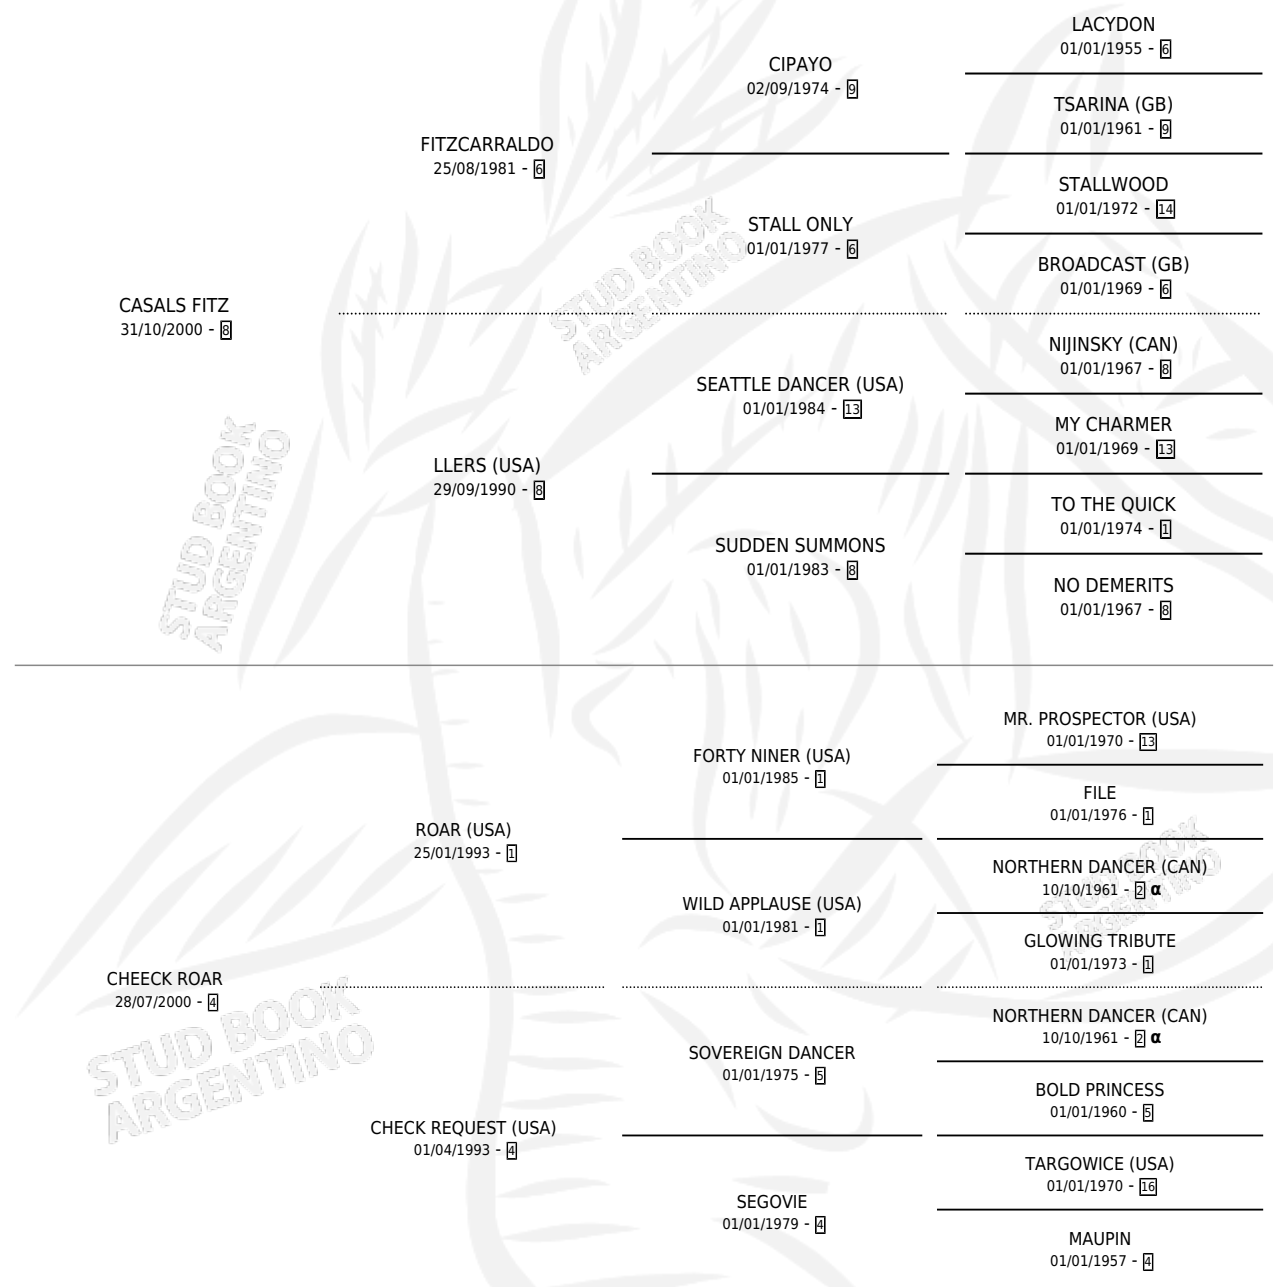 LACYDON
01/01/1955 - 6
CIPAYO
02/09/1974 - 9
TSARINA (GB)
01/01/1961 - 9
FITZCARRALDO
25/08/1981 - 6
STALLWOOD
01/01/1972 - 14
STALL ONLY
01/01/1977 - 6
BROADCAST (GB)
01/01/1969 - 6
CASALS FITZ
31/10/2000 - 8
NIJINSKY (CAN)
01/01/1967 - 8
SEATTLE DANCER (USA)
01/01/1984 - 13
MY CHARMER
01/01/1969 - 13
LLERS (USA)
29/09/1990 - 8
TO THE QUICK
01/01/1974 - 1
SUDDEN SUMMONS
01/01/1983 - 8
NO DEMERITS
01/01/1967 - 8
STUD BOOK
ARGENTINO
STUD BOOK
ARGENTINO
MR. PROSPECTOR (USA)
01/01/1970 - 13
FORTY NINER (USA)
01/01/1985 - 1
FILE
01/01/1976 - 1
ROAR (USA)
25/01/1993 - 1
NORTHERN DANCER (CAN)
10/10/1961 - 2 α
WILD APPLAUSE (USA)
01/01/1981 - 1
GLOWING TRIBUTE
01/01/1973 - 1
CHEECK ROAR
28/07/2000 - 4
NORTHERN DANCER (CAN)
10/10/1961 - 2 α
SOVEREIGN DANCER
01/01/1975 - 5
BOLD PRINCESS
01/01/1960 - 5
CHECK REQUEST (USA)
01/04/1993 - 4
TARGOWICE (USA)
01/01/1970 - 16
SEGOVIE
01/01/1979 - 4
MAUPIN
01/01/1957 - 4
STUD BOOK
ARGENTINO
STUD BOOK
ARGENTINO